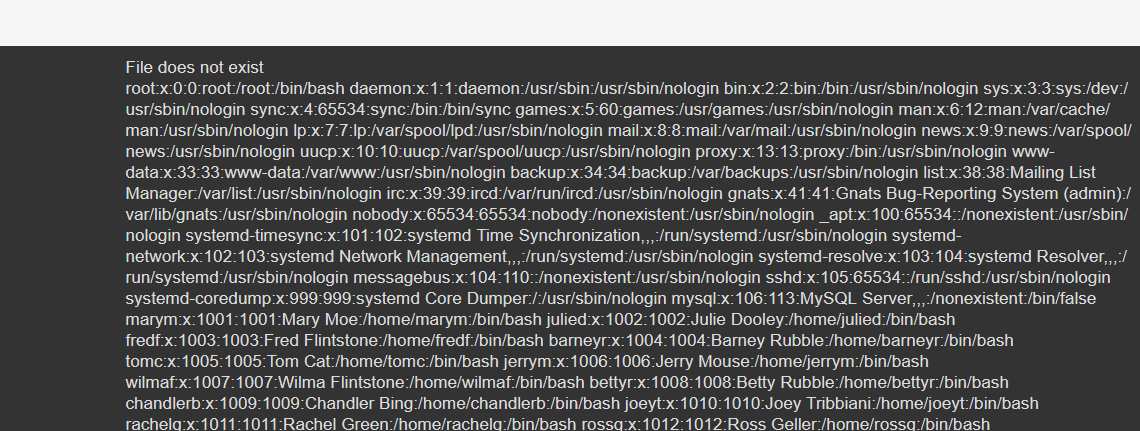 File does not exist
root:x:0:0:root:/root:/bin/bash daemon:x:1:1:daemon:/usr/sbin:/usr/sbin/nologin bin:x:2:2:bin:/bin:/usr/sbin/nologin sys:x:3:3:sys:/dev:/
usr/sbin/nologin sync:x:4:65534:sync:/bin:/bin/sync games:x:5:60:games:/usr/games:/usr/sbin/nologin man:x:6:12:man:/var/cache/
man:/usr/sbin/nologin lp:x:7:7:lp:/var/spool/lpd:/usr/sbin/nologin mail:x:8:8:mail:/var/mail:/usr/sbin/nologin news:x:9:9:news:/var/spool/
news:/usr/sbin/nologin uucp:x:10:10:uucp:/var/spool/uucp:/usr/sbin/nologin proxy:x:13:13:proxy:/bin:/usr/sbin/nologin www-
data:x:33:33:www-data:/var/www:/usr/sbin/nologin backup:x:34:34:backup:/var/backups:/usr/sbin/nologin list:x:38:38:Mailing List
Manager:/var/list:/usr/sbin/nologin irc:x:39:39:ircd:/var/run/ircd:/usr/sbin/nologin gnats:x:41:41:Gnats Bug-Reporting System (admin):/
var/lib/gnats:/usr/sbin/nologin nobody:x:65534:65534:nobody:/nonexistent:/usr/sbin/nologin _apt:x:100:65534::/nonexistent:/usr/sbin/
nologin systemd-timesync:x:101:102:systemd Time Synchronization,,,:/run/systemd:/usr/sbin/nologin systemd-
network:x:102:103:systemd Network Management,,,:/run/systemd:/usr/sbin/nologin systemd-resolve:x:103:104:systemd Resolver,,,:/
run/systemd:/usr/sbin/nologin messagebus:x:104:110::/nonexistent:/usr/sbin/nologin sshd:x:105:65534::/run/sshd:/usr/sbin/nologin
systemd-coredump:x:999:999:systemd Core Dumper:/:/usr/sbin/nologin mysql:x:106:113:MySQL Server,,,:/nonexistent:/bin/false
marym:x:1001:1001:Mary Moe:/home/marym:/bin/bash julied:x:1002:1002:Julie Dooley:/home/julied:/bin/bash
fredf:x:1003:1003:Fred Flintstone:/home/fredf:/bin/bash barneyr:x:1004:1004:Barney Rubble:/home/barneyr:/bin/bash
tomc:x:1005:1005:Tom Cat:/home/tomc:/bin/bash jerrym:x:1006:1006:Jerry Mouse:/home/jerrym:/bin/bash
wilmaf:x:1007:1007:Wilma Flintstone:/home/wilmaf:/bin/bash bettyr:x:1008:1008:Betty Rubble:/home/bettyr:/bin/bash
chandlerb:x:1009:1009:Chandler Bing:/home/chandlerb:/bin/bash joeyt:x:1010:1010:Joey Tribbiani:/home/joeyt:/bin/bash
rachelg:x:1011:1011:Rachel Green:/home/rachelg:/bin/bash rossg:x:1012:1012:Ross Geller:/home/rossg:/bin/bash